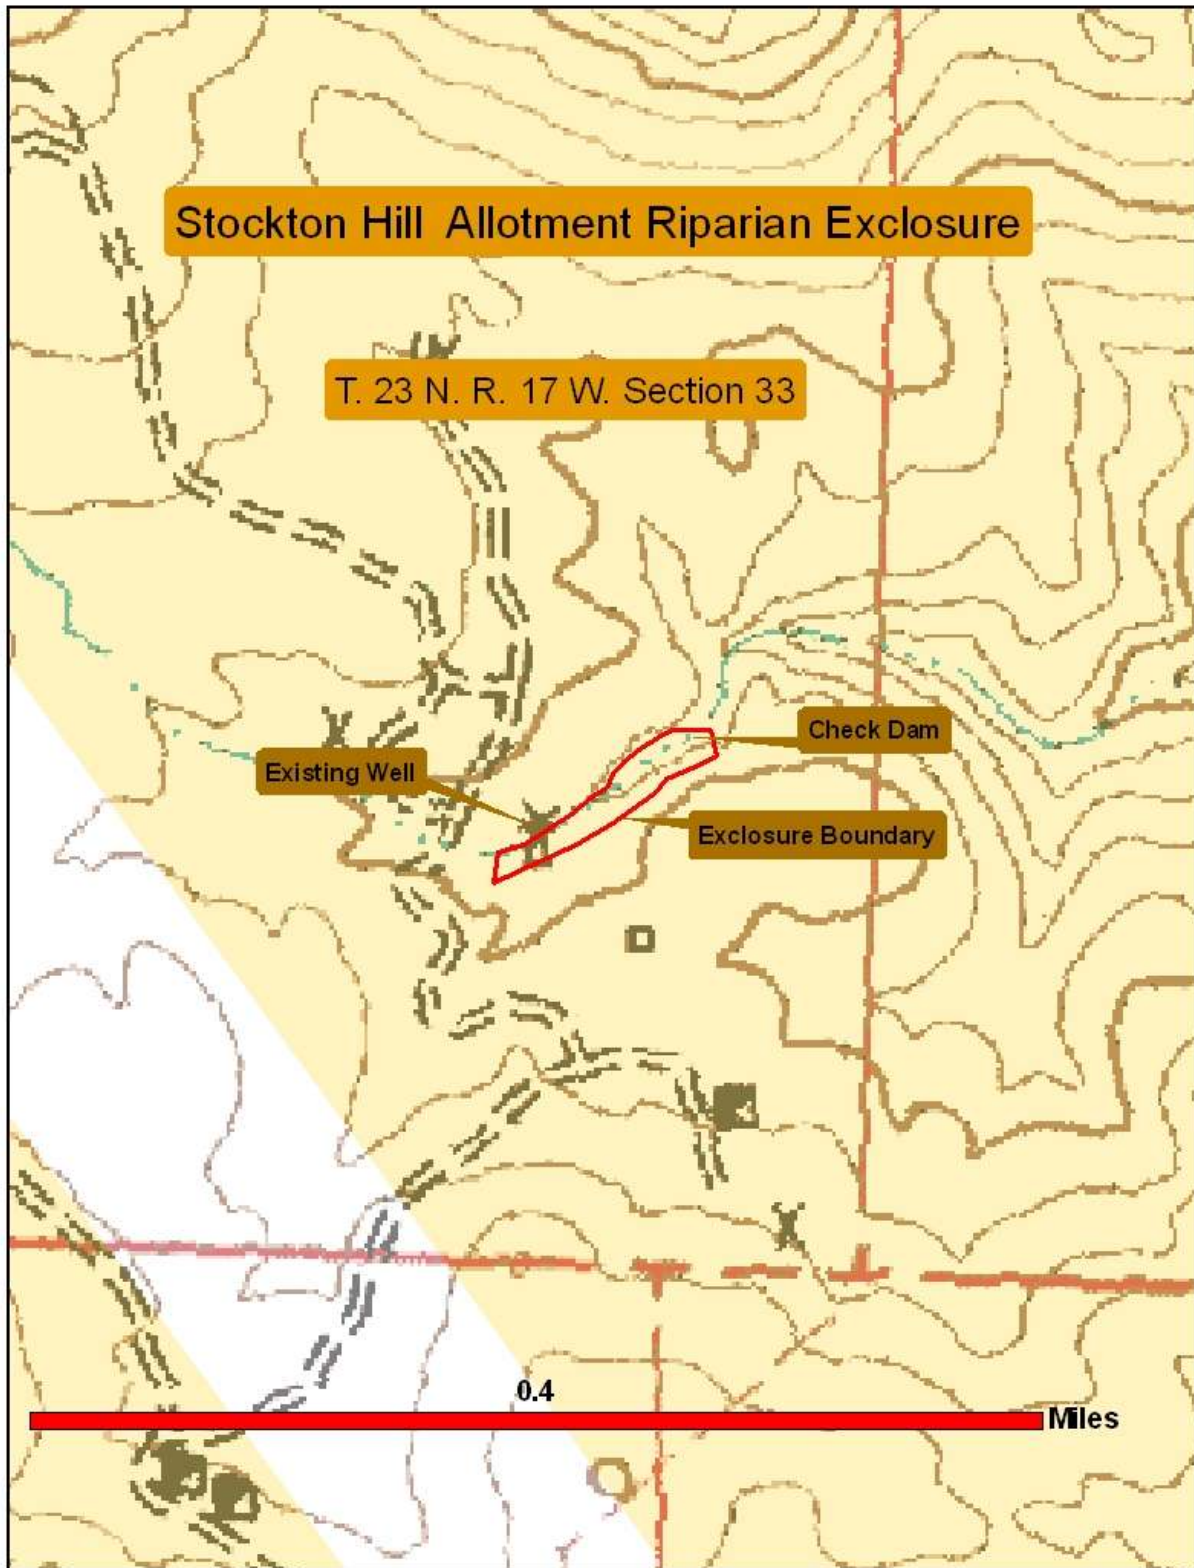 Stockton Hill Allotment Riparian Exclosure
T. 23 N. R. 17 W. Section 33
Check Dam
Existing Well
Exclosure Boundary
0.4
Miles